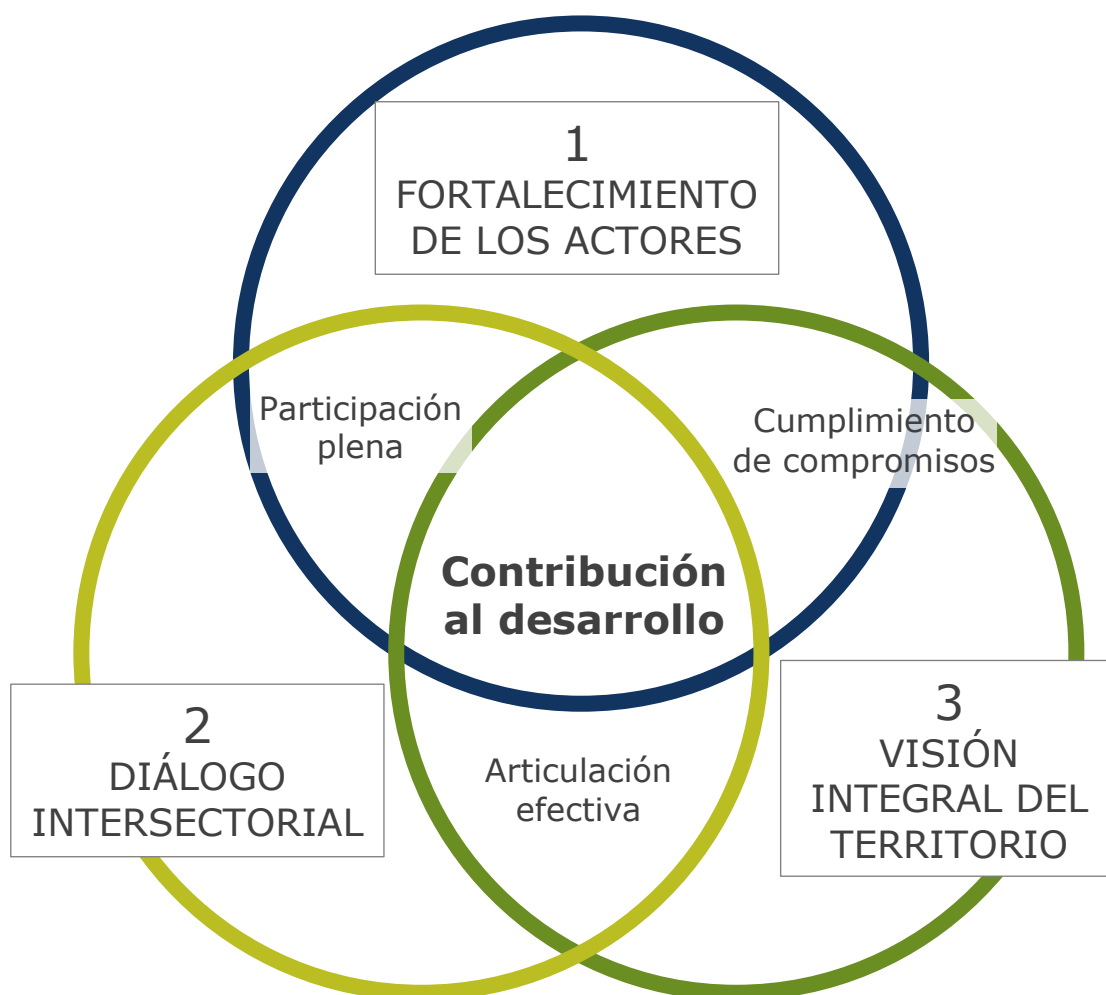 1
FORTALECIMIENTO
DE LOS ACTORES
Participación
plena
Cumplimiento
de compromisos
Contribución
al desarrollo
2
DIÁLOGO
INTERSECTORIAL
Articulación
efectiva
3
VISIÓN
INTEGRAL DEL
TERRITORIO